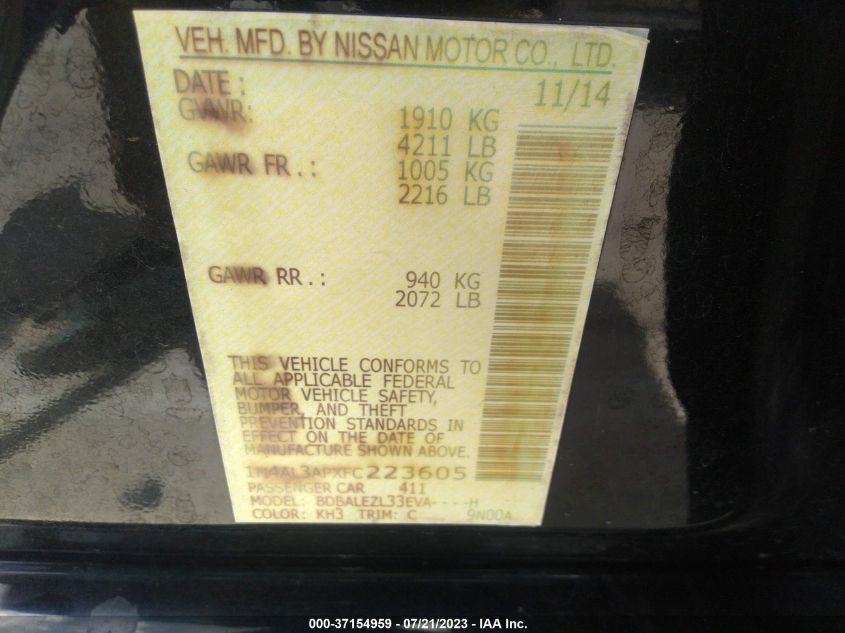 VEH. MFD. BY NISSAN MOTOR CO., LTD.
DATE: 11/14
GVWR: 1910 KG
4211 LB
GAWR FR.: 1005 KG
2216 LB
GAWR RR.: 940 KG
2072 LB
THIS VEHICLE CONFORMS TO
ALL APPLICABLE FEDERAL
MOTOR VEHICLE SAFETY,
BUMPER, AND THEFT
PREVENTION STANDARDS IN
EFFECT ON THE DATE OF
MANUFACTURE SHOWN ABOVE.
1N4AL3APXFC223605
PASSENGER CAR 411
MODEL: BDBALEZL33EVA----H
COLOR: KH3 TRIM: C 9N00A
000-37154959 - 07/21/2023 - IAA Inc.